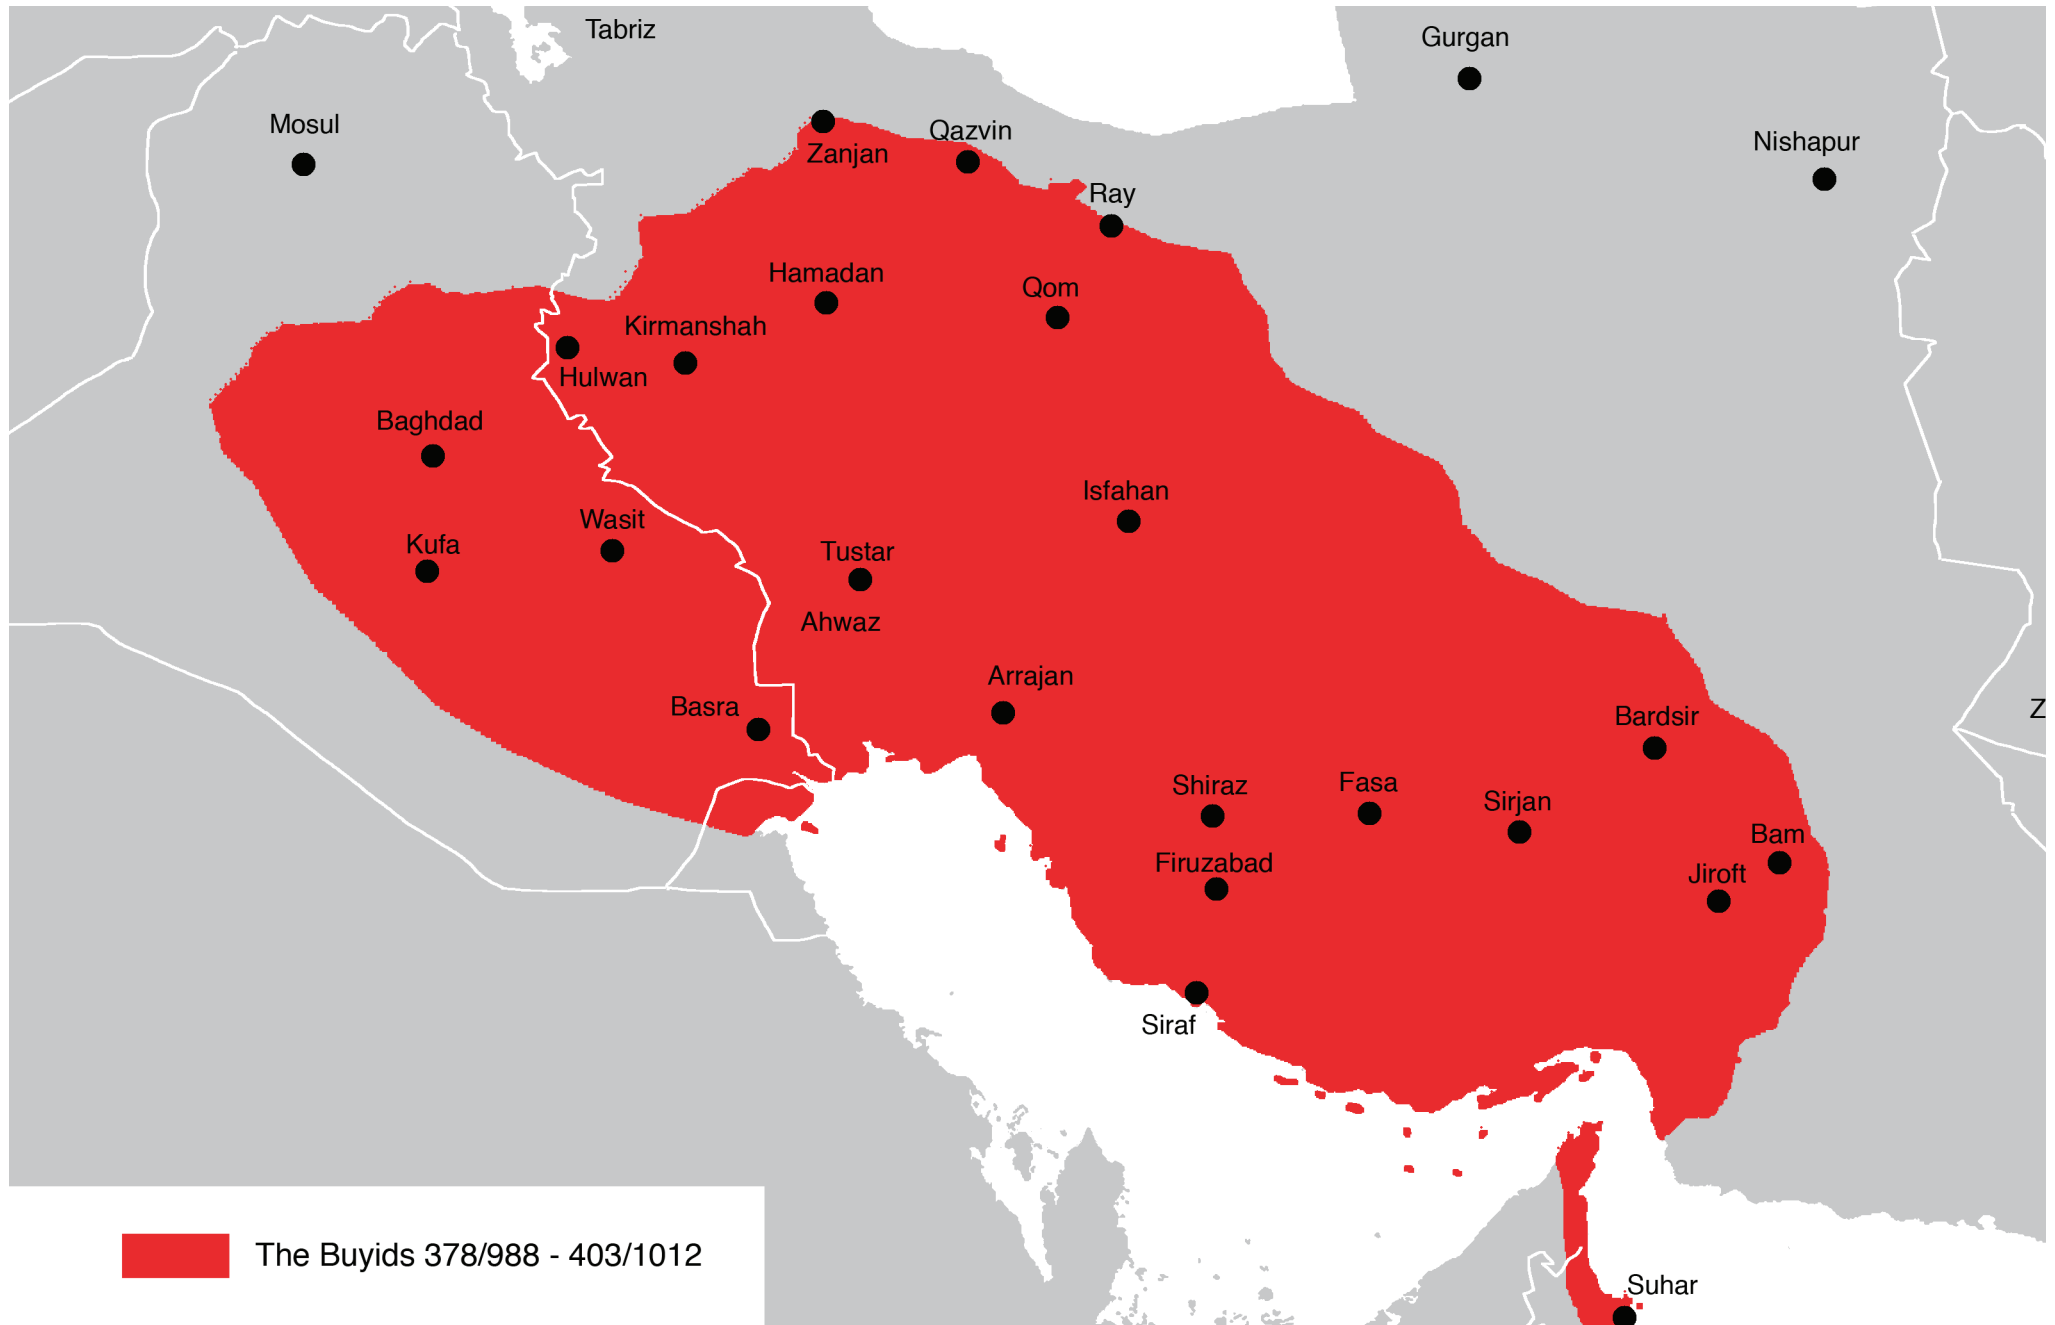 Tabriz
Gurgan
Mosul
Qazvin
Nishapur
Zanjan
Ray
Hamadan
Qom
Kirmanshah
Hulwan
Baghdad
Isfahan
Wasit
Kufa
Tustar
Ahwaz
Arrajan
Basra
Z
Bardsir
Shiraz
Fasa
Sirjan
Bam
Firuzabad
Jiroft
Siraf
The Buyids 378/988 - 403/1012
Suhar